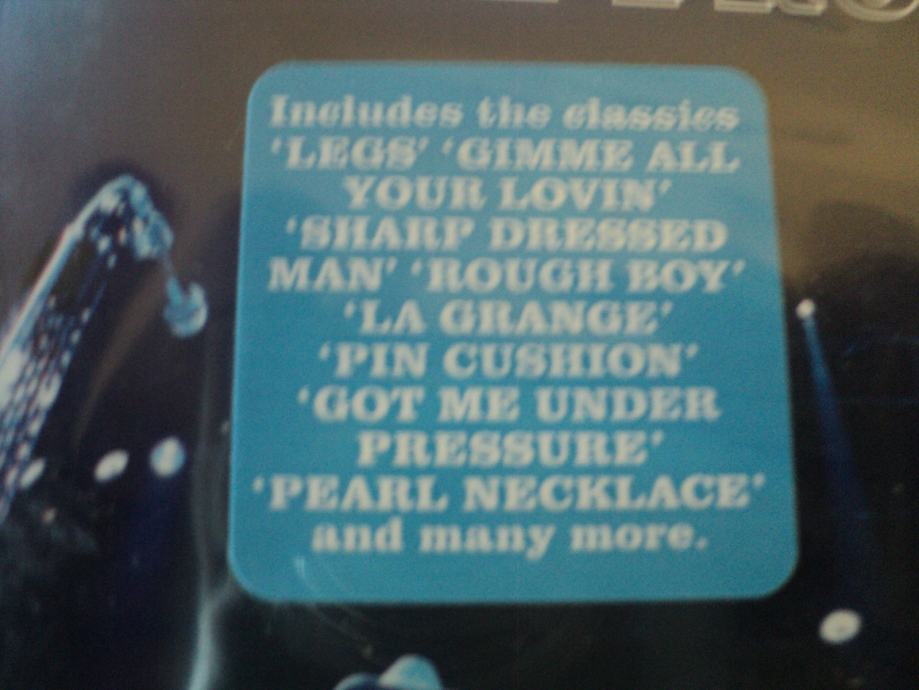 Includes the classics
'LEGS' 'GIMME ALL
YOUR LOVIN'
'SHARP DRESSED
MAN' 'ROUGH BOY'
'LA GRANGE'
'PIN CUSHION'
'GOT ME UNDER
PRESSURE'
'PEARL NECKLACE'
and many more.